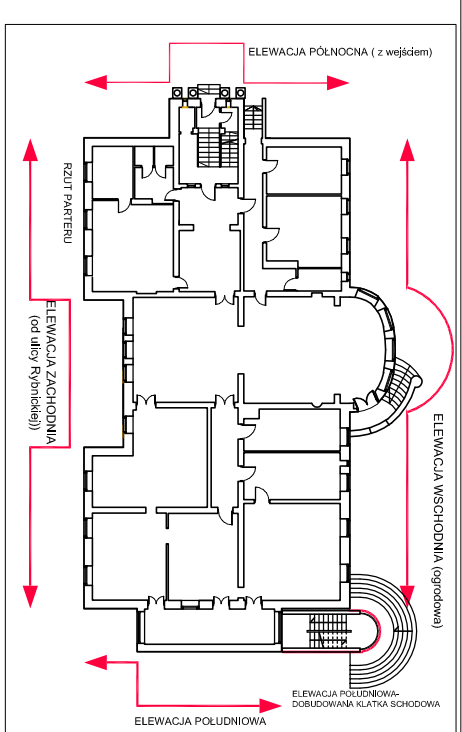 ELEWACJA PÓŁNOCNA ( z wejściem)
RZUT PARTERU
ELEWACJA ZACHODNIA
(od ulicy Rybnickiej))
ELEWACJA WSCHODNIA (ogrodowa)
ELEWACJA POŁUDNIOWA-
DOBUDOWANA KLATKA SCHODOWA
ELEWACJA POŁUDNIOWA